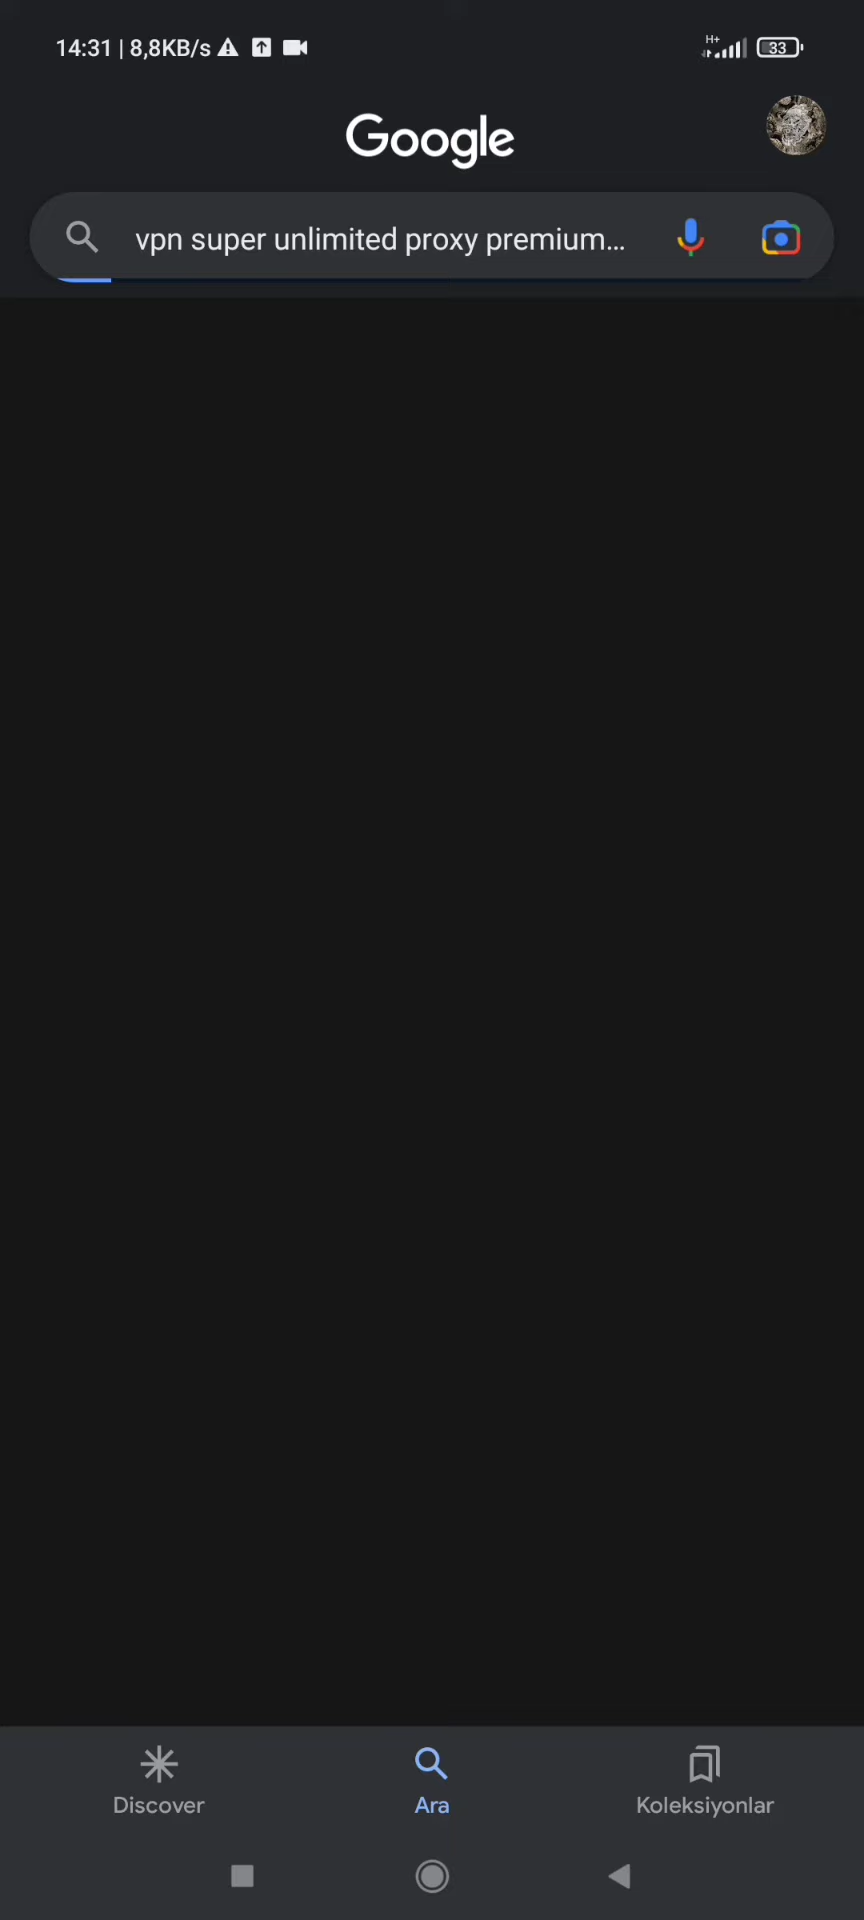 14:31 | 8,8KB/s
H+
33
Google
vpn super unlimited proxy premium...
Discover
Ara
Koleksiyonlar